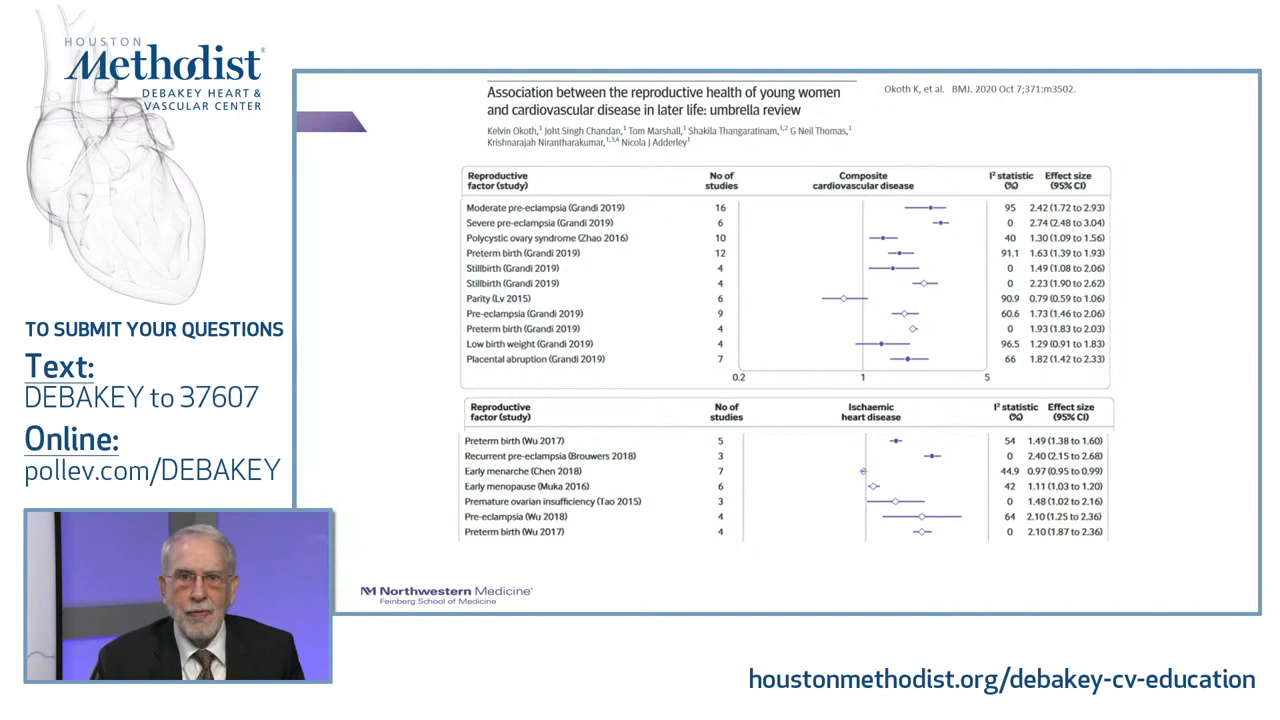 HOUSTON
Methodist®
DEBAKEY HEART &
VASCULAR CENTER
TO SUBMIT YOUR QUESTIONS
Text:
DEBAKEY to 37607
Online:
pollev.com/DEBAKEY
Association between the reproductive health of young women
and cardiovascular disease in later life: umbrella review
Okoth K, et al. BMJ. 2020 Oct 7;371:m3502.
Kelvin Okoth,1 Joht Singh Chandan,1 Tom Marshall,1 Shakila Thangaratinam,1,2 G Neil Thomas,1
Krishnarajah Nirantharakumar,1,3,4 Nicola J Adderley1
Reproductive factor (study) No of studies Composite cardiovascular disease I² statistic (%) Effect size (95% CI)
Moderate pre-eclampsia (Grandi 2019) 16 95 2.42 (1.72 to 2.93)
Severe pre-eclampsia (Grandi 2019) 6 0 2.74 (2.48 to 3.04)
Polycystic ovary syndrome (Zhao 2016) 10 40 1.30 (1.09 to 1.56)
Preterm birth (Grandi 2019) 12 91.1 1.63 (1.39 to 1.93)
Stillbirth (Grandi 2019) 4 0 1.49 (1.08 to 2.06)
Stillbirth (Grandi 2019) 4 0 2.23 (1.90 to 2.62)
Parity (Lv 2015) 6 90.9 0.79 (0.59 to 1.06)
Pre-eclampsia (Grandi 2019) 9 60.6 1.73 (1.46 to 2.06)
Preterm birth (Grandi 2019) 4 0 1.93 (1.83 to 2.03)
Low birth weight (Grandi 2019) 4 96.5 1.29 (0.91 to 1.83)
Placental abruption (Grandi 2019) 7 66 1.82 (1.42 to 2.33)
0.2 1 5
Reproductive factor (study) No of studies Ischaemic heart disease I² statistic (%) Effect size (95% CI)
Preterm birth (Wu 2017) 5 54 1.49 (1.38 to 1.60)
Recurrent pre-eclampsia (Brouwers 2018) 3 0 2.40 (2.15 to 2.68)
Early menarche (Chen 2018) 7 44.9 0.97 (0.95 to 0.99)
Early menopause (Muka 2016) 6 42 1.11 (1.03 to 1.20)
Premature ovarian insufficiency (Tao 2015) 3 0 1.48 (1.02 to 2.16)
Pre-eclampsia (Wu 2018) 4 64 2.10 (1.25 to 2.36)
Preterm birth (Wu 2017) 4 0 2.10 (1.87 to 2.36)
Northwestern Medicine®
Feinberg School of Medicine
houstonmethodist.org/debakey-cv-education